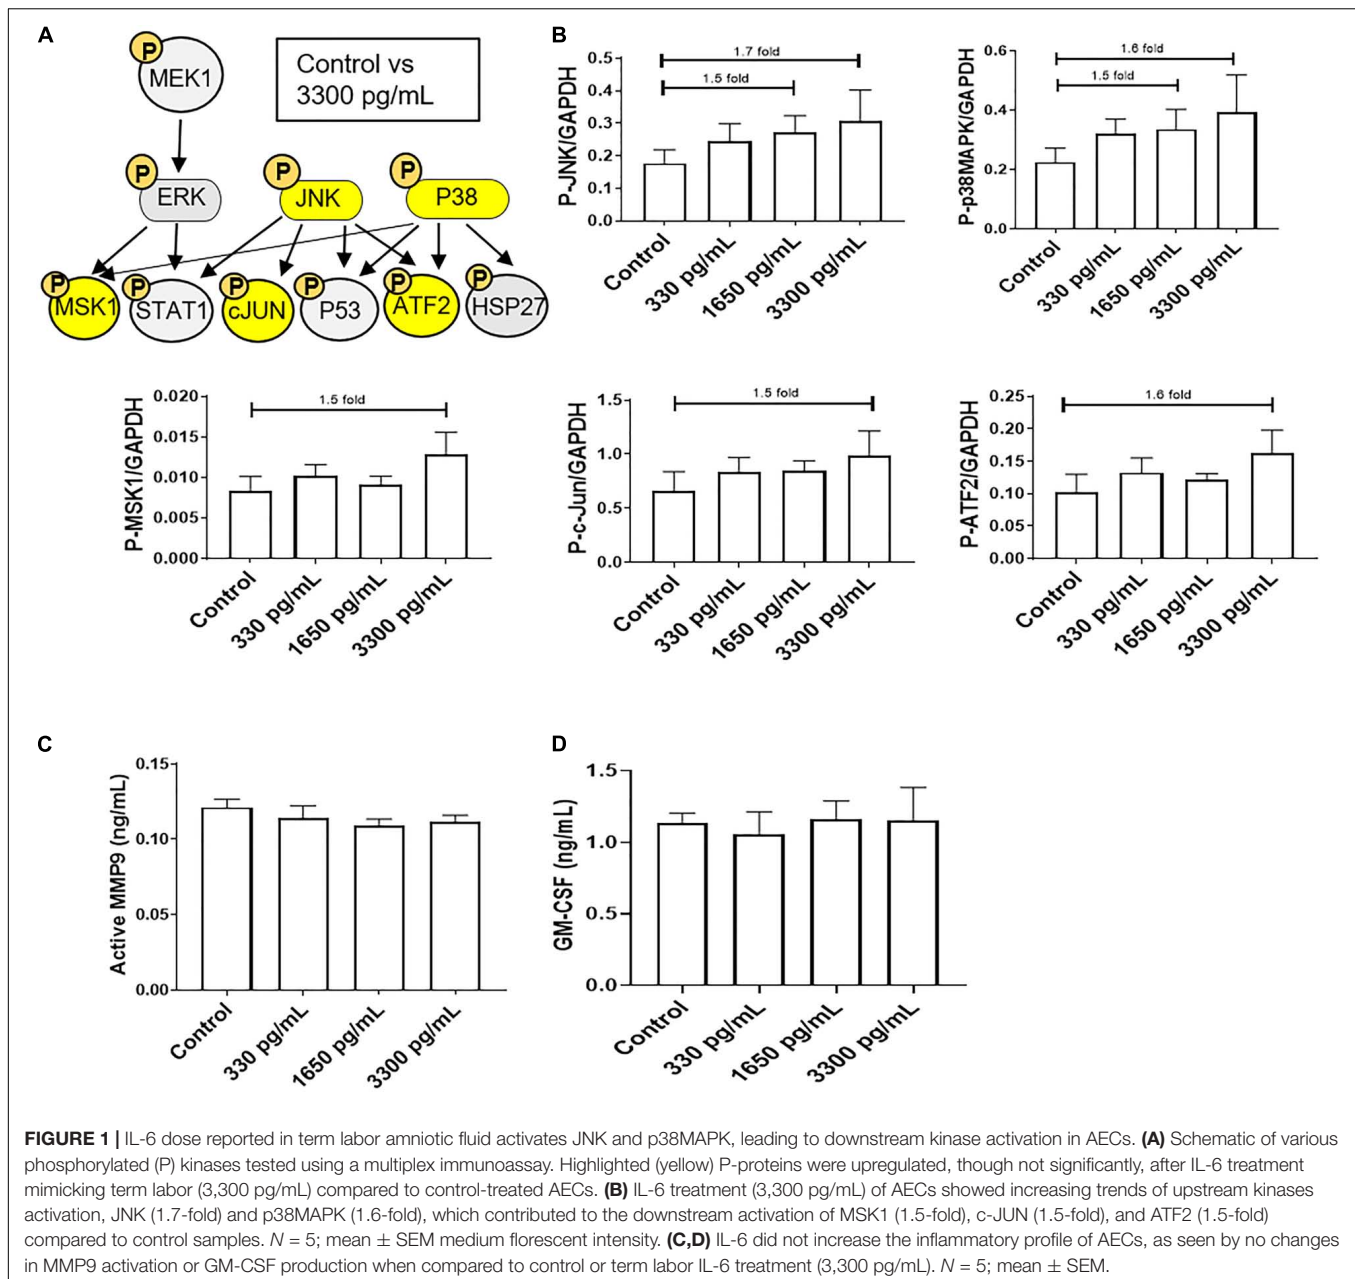 A
P
MEK1
Control vs
3300 pg/mL
P
ERK
P
JNK
P
P38
P
MSK1
P
STAT1
P
cJUN
P
P53
P
ATF2
P
HSP27
B
P-JNK/GAPDH
0.5
0.4
0.3
0.2
0.1
0.0
1.7 fold
1.5 fold
Control
330 pg/mL
1650 pg/mL
3300 pg/mL
P-p38MAPK/GAPDH
0.6
0.4
0.2
0.0
1.6 fold
1.5 fold
Control
330 pg/mL
1650 pg/mL
3300 pg/mL
P-MSK1/GAPDH
0.020
0.015
0.010
0.005
0.000
1.5 fold
Control
330 pg/mL
1650 pg/mL
3300 pg/mL
P-c-Jun/GAPDH
1.5
1.0
0.5
0.0
1.5 fold
Control
330 pg/mL
1650 pg/mL
3300 pg/mL
P-ATF2/GAPDH
0.25
0.20
0.15
0.10
0.05
0.00
1.6 fold
Control
330 pg/mL
1650 pg/mL
3300 pg/mL
C
Active MMP9 (ng/mL)
0.15
0.10
0.05
0.00
Control
330 pg/mL
1650 pg/mL
3300 pg/mL
D
GM-CSF (ng/mL)
1.5
1.0
0.5
0.0
Control
330 pg/mL
1650 pg/mL
3300 pg/mL
FIGURE 1 | IL-6 dose reported in term labor amniotic fluid activates JNK and p38MAPK, leading to downstream kinase activation in AECs. (A) Schematic of various
phosphorylated (P) kinases tested using a multiplex immunoassay. Highlighted (yellow) P-proteins were upregulated, though not significantly, after IL-6 treatment
mimicking term labor (3,300 pg/mL) compared to control-treated AECs. (B) IL-6 treatment (3,300 pg/mL) of AECs showed increasing trends of upstream kinases
activation, JNK (1.7-fold) and p38MAPK (1.6-fold), which contributed to the downstream activation of MSK1 (1.5-fold), c-JUN (1.5-fold), and ATF2 (1.5-fold)
compared to control samples. N = 5; mean ± SEM medium florescent intensity. (C,D) IL-6 did not increase the inflammatory profile of AECs, as seen by no changes
in MMP9 activation or GM-CSF production when compared to control or term labor IL-6 treatment (3,300 pg/mL). N = 5; mean ± SEM.